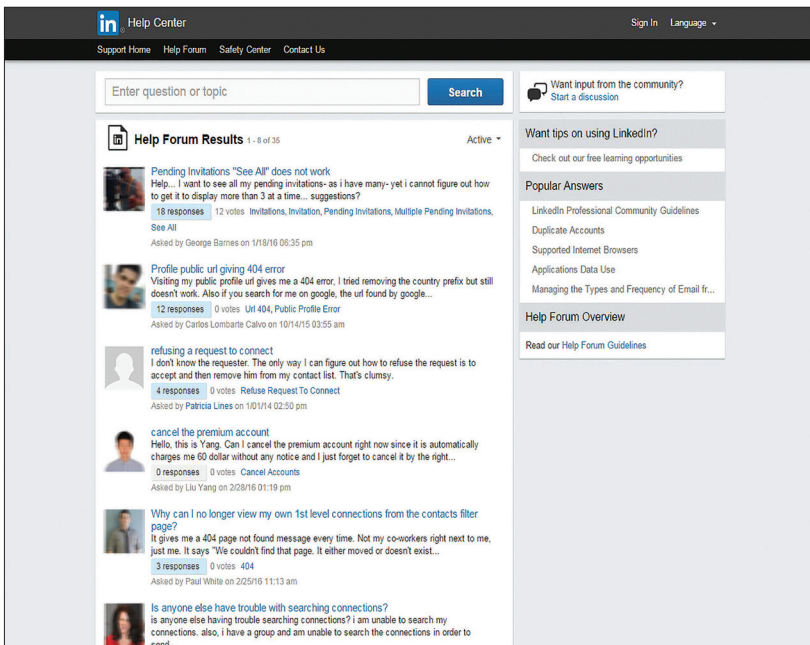 in Help Center
Sign In Language
Support Home Help Forum Safety Center Contact Us
Enter question or topic
Search
Want input from the community?
Start a discussion
in Help Forum Results 1 - 8 of 35
Active
Pending Invitations "See All" does not work
Help... I want to see all my pending invitations- as i have many- yet i cannot figure out how
to get it to display more than 3 at a time... suggestions?
18 responses 12 votes Invitations, Invitation, Pending Invitations, Multiple Pending Invitations,
See All
Asked by George Barnes on 1/18/16 06:35 pm
Profile public url giving 404 error
Visiting my public profile url gives me a 404 error, I tried removing the country prefix but still
doesn't work. Also if you search for me on google, the url found by google...
12 responses 0 votes Url 404, Public Profile Error
Asked by Carlos Lombarte Calvo on 10/14/15 03:55 am
refusing a request to connect
I don't know the requester. The only way I can figure out how to refuse the request is to
accept and then remove him from my contact list. That's clumsy.
4 responses 0 votes Refuse Request To Connect
Asked by Patricia Lines on 1/01/14 02:50 pm
cancel the premium account
Hello, this is Yang. Can I cancel the premium account right now since it is automatically
charges me 60 dollar without any notice and I just forget to cancel it by the right...
0 responses 0 votes Cancel Accounts
Asked by Liu Yang on 2/28/16 01:19 pm
Why can I no longer view my own 1st level connections from the contacts filter
page?
It gives me a 404 page not found message every time. Not my co-workers right next to me,
just me. It says "We couldn't find that page. It either moved or doesn't exist...
3 responses 0 votes 404
Asked by Paul White on 2/25/16 11:13 am
Is anyone else have trouble with searching connections?
is anyone else having trouble searching connections? i am unable to search my
connections. also, i have a group and am unable to search the connections in order to
Want tips on using LinkedIn?
Check out our free learning opportunities
Popular Answers
LinkedIn Professional Community Guidelines
Duplicate Accounts
Supported Internet Browsers
Applications Data Use
Managing the Types and Frequency of Email fr...
Help Forum Overview
Read our Help Forum Guidelines